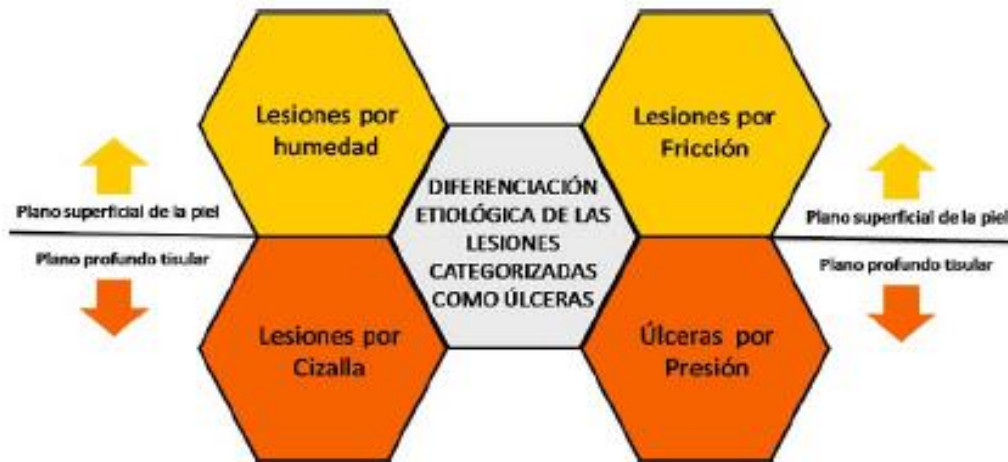 Lesiones por
humedad
Lesiones por
Fricción
DIFERENCIACIÓN
ETIOLÓGICA DE LAS
LESIONES
CATEGORIZADAS
COMO ÚLCERAS
Plano superficial de la piel
Plano profundo tisular
Plano superficial de la piel
Plano profundo tisular
Lesiones por
Cizalla
Úlceras por
Presión